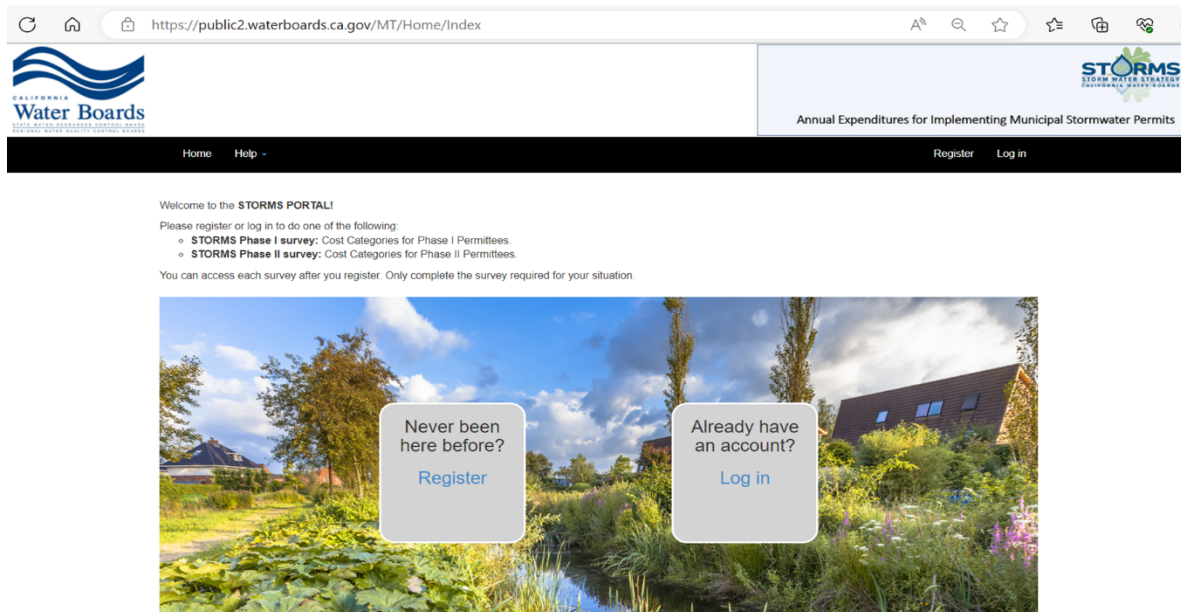 https://public2.waterboards.ca.gov/MT/Home/Index
CALIFORNIA
Water Boards
STATE WATER RESOURCES CONTROL BOARD
REGIONAL WATER QUALITY CONTROL BOARDS
STORMS
STORM WATER STRATEGY
CALIFORNIA WATER BOARDS
Annual Expenditures for Implementing Municipal Stormwater Permits
Home Help Register Log in
Welcome to the STORMS PORTAL!
Please register or log in to do one of the following:
STORMS Phase I survey: Cost Categories for Phase I Permittees.
STORMS Phase II survey: Cost Categories for Phase II Permittees.
You can access each survey after you register. Only complete the survey required for your situation.
Never been
here before?
Register
Already have
an account?
Log in